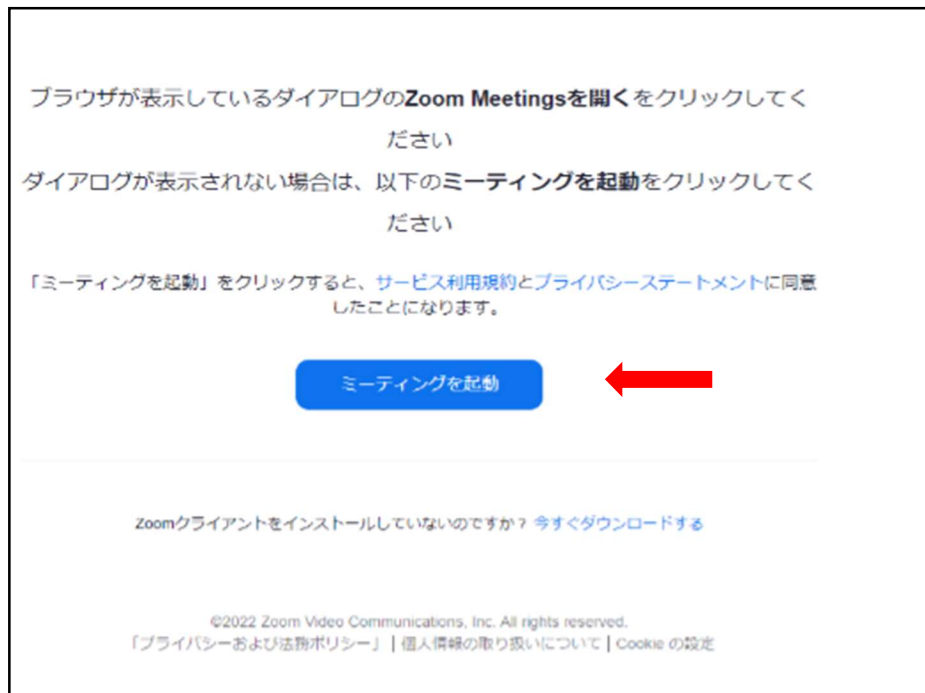 ブラウザが表示しているダイアログのZoom Meetingsを開くをクリックしてく
ださい
ダイアログが表示されない場合は、以下のミーティングを起動をクリックしてく
ださい
「ミーティングを起動」をクリックすると、サービス利用規約とプライバシーステートメントに同意
したことになります。
ミーティングを起動
Zoomクライアントをインストールしていないのですか？ 今すぐダウンロードする
©2022 Zoom Video Communications, Inc. All rights reserved.
「プライバシーおよび法務ポリシー」 | 個人情報の取り扱いについて | Cookie の設定